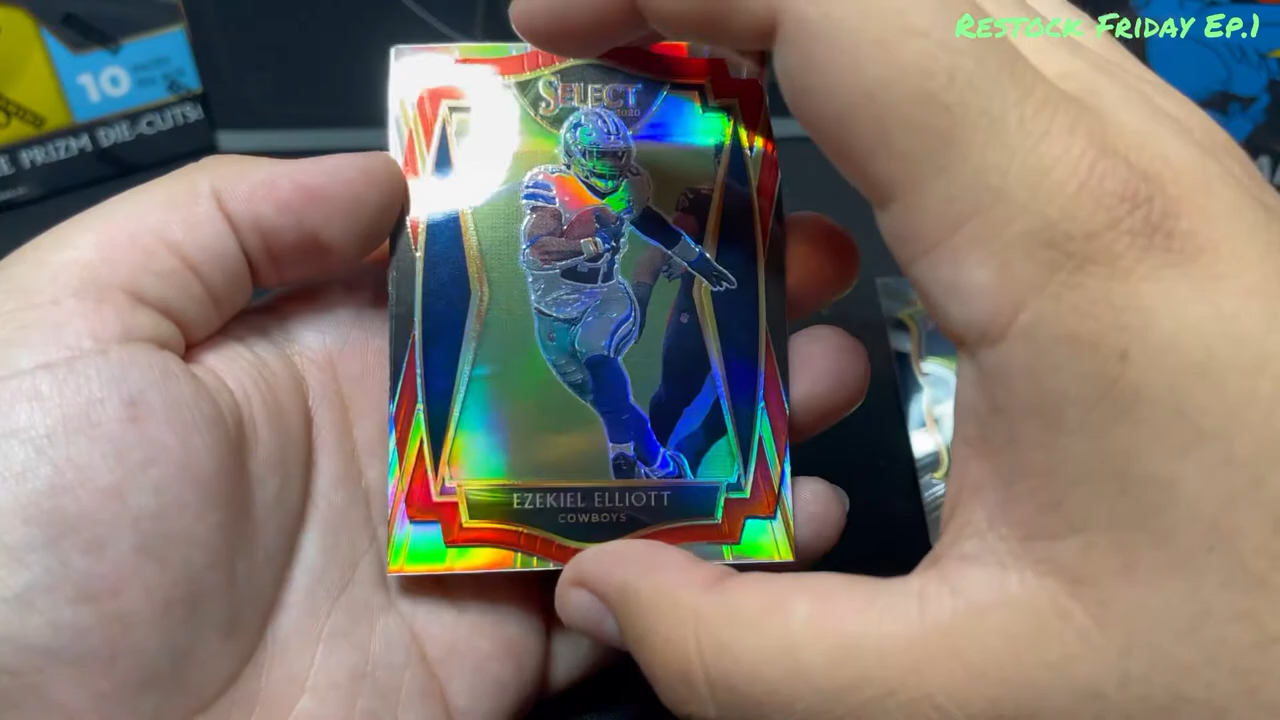 Restock Friday Ep.1
10
E PRIZM DIE-CUTS!
SELECT
2020
EZEKIEL ELLIOTT
COWBOYS